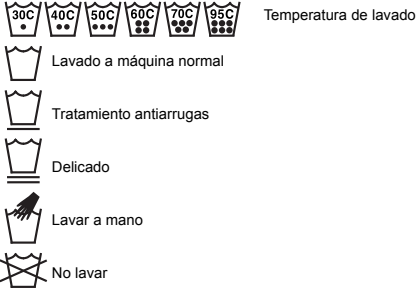 30C 40C 50C 60C 70C 95C Temperatura de lavado
Lavado a máquina normal
Tratamiento antiarrugas
Delicado
Lavar a mano
No lavar